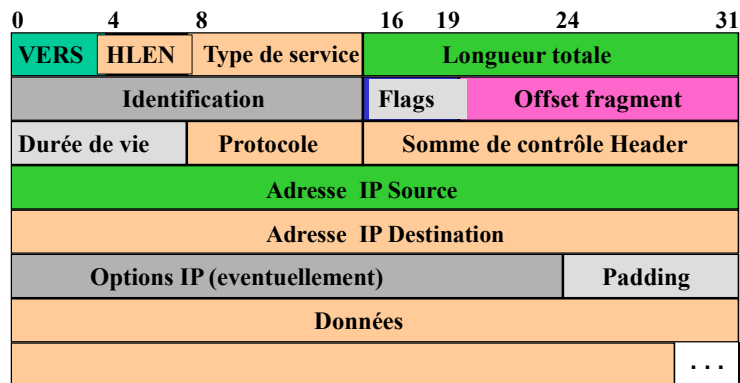 0 4 8 16 19 24 31
VERS HLEN Type de service Longueur totale
Identification Flags Offset fragment
Durée de vie Protocole Somme de contrôle Header
Adresse IP Source
Adresse IP Destination
Options IP (eventuellement) Padding
Données
. . .